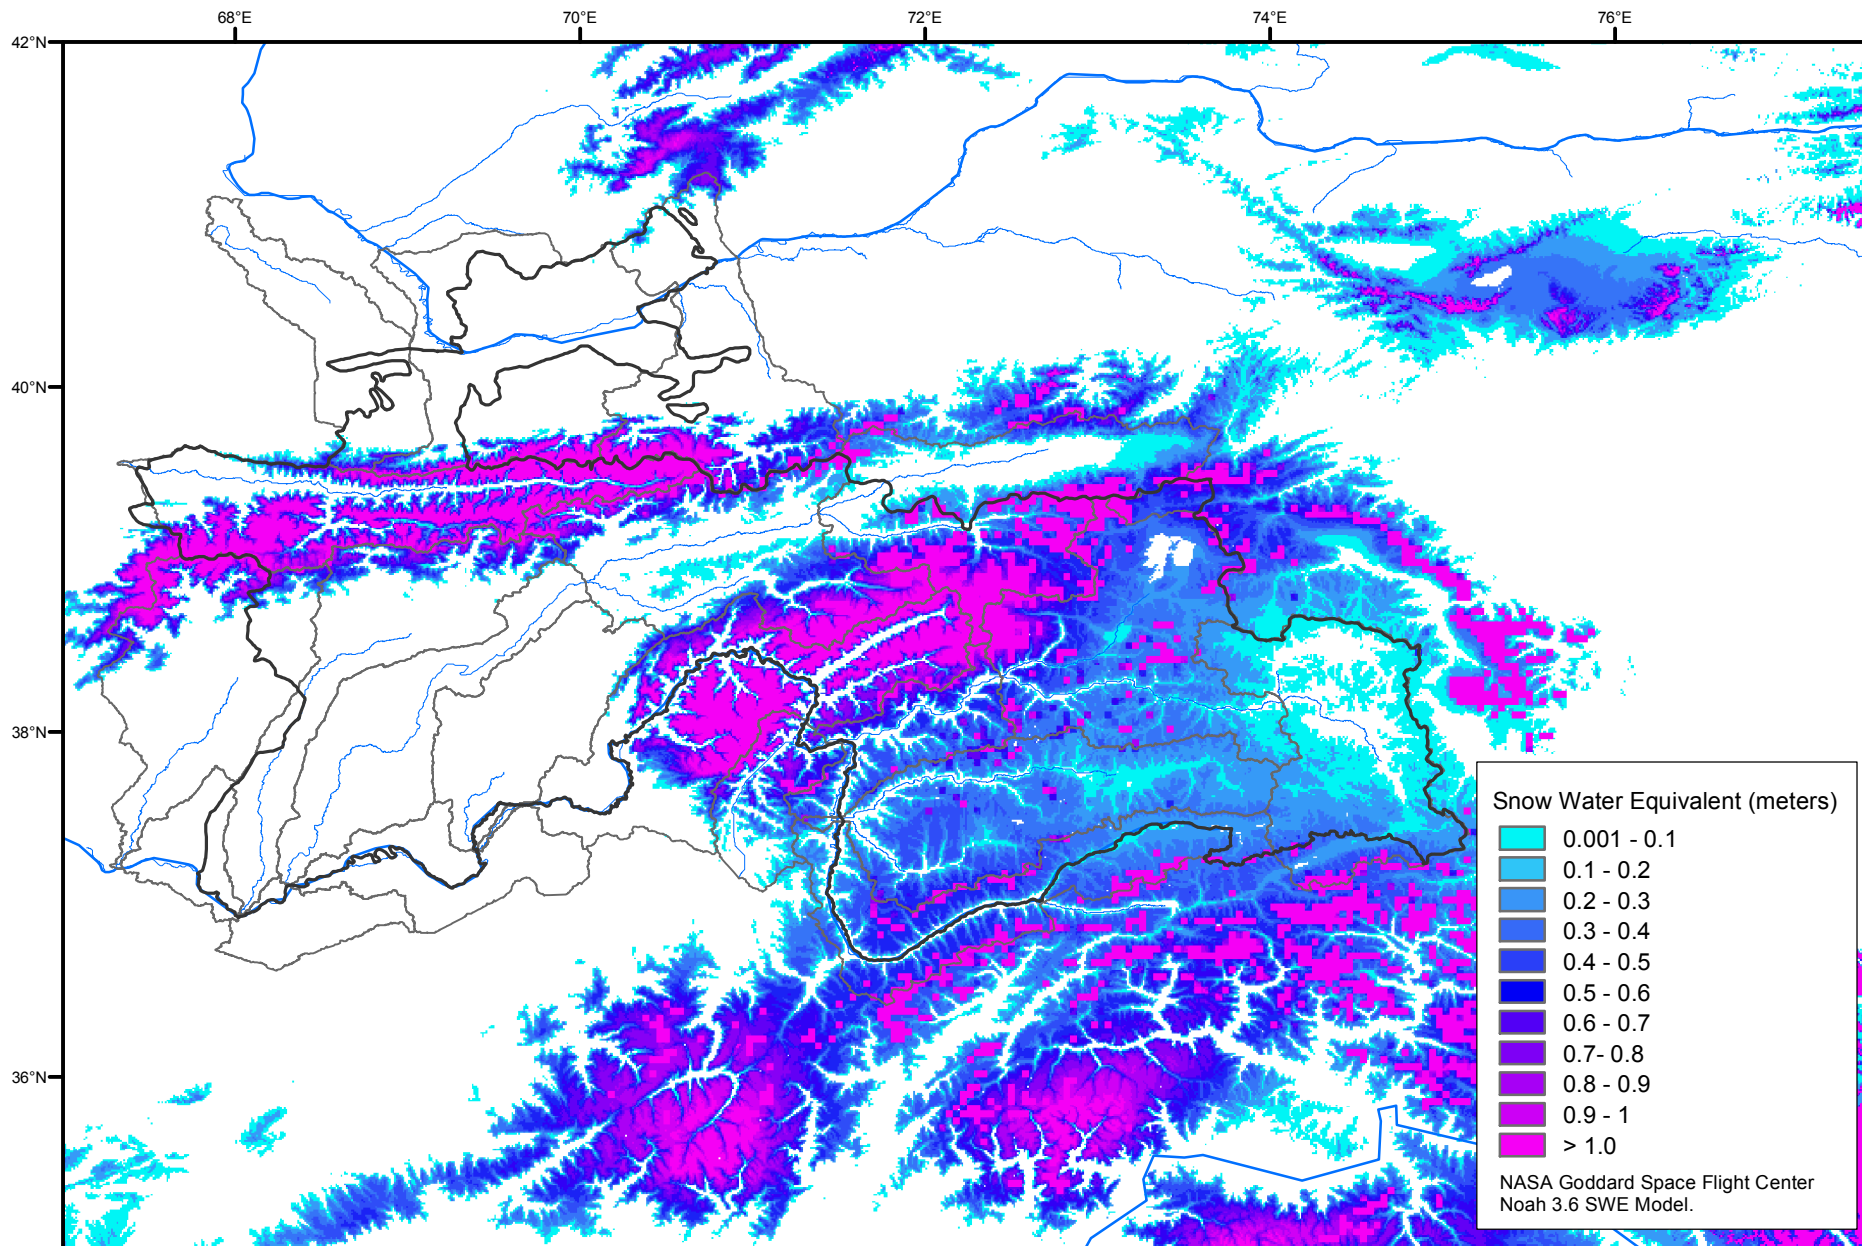 68°E 70°E 72°E 74°E 76°E
42°N
40°N
38°N
36°N
Snow Water Equivalent (meters)
0.001 - 0.1
0.1 - 0.2
0.2 - 0.3
0.3 - 0.4
0.4 - 0.5
0.5 - 0.6
0.6 - 0.7
0.7- 0.8
0.8 - 0.9
0.9 - 1
> 1.0
NASA Goddard Space Flight Center
Noah 3.6 SWE Model.